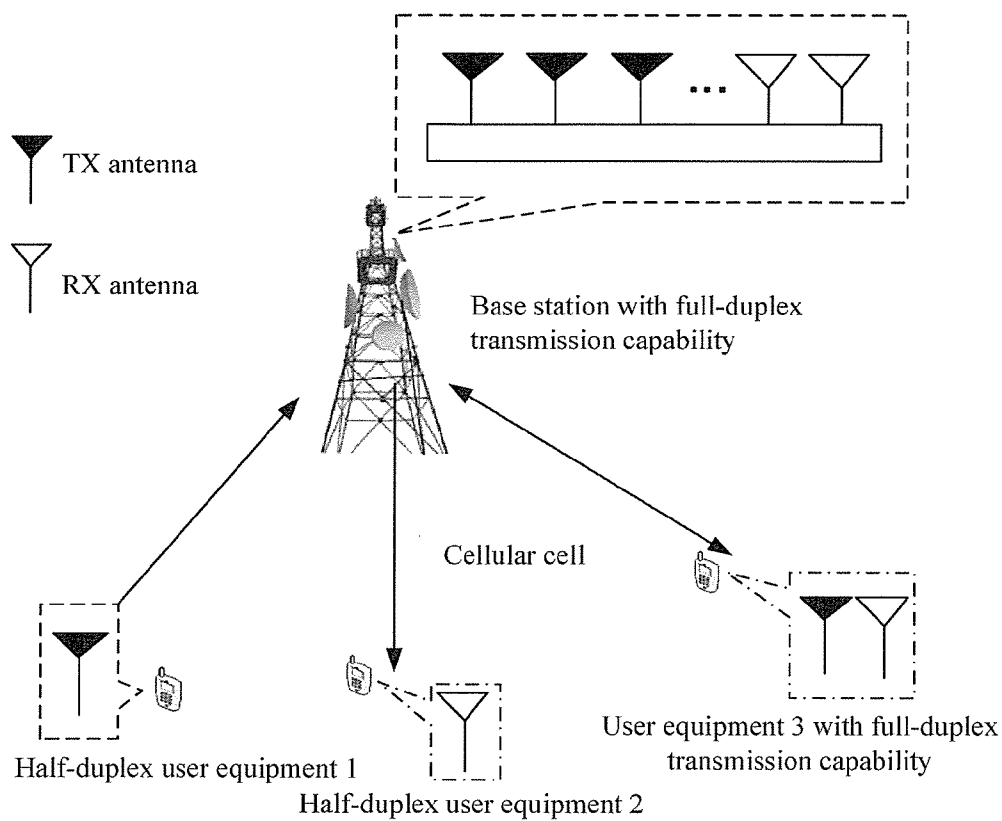 TX antenna
RX antenna
Base station with full-duplex
transmission capability
Cellular cell
User equipment 3 with full-duplex
transmission capability
Half-duplex user equipment 1
Half-duplex user equipment 2